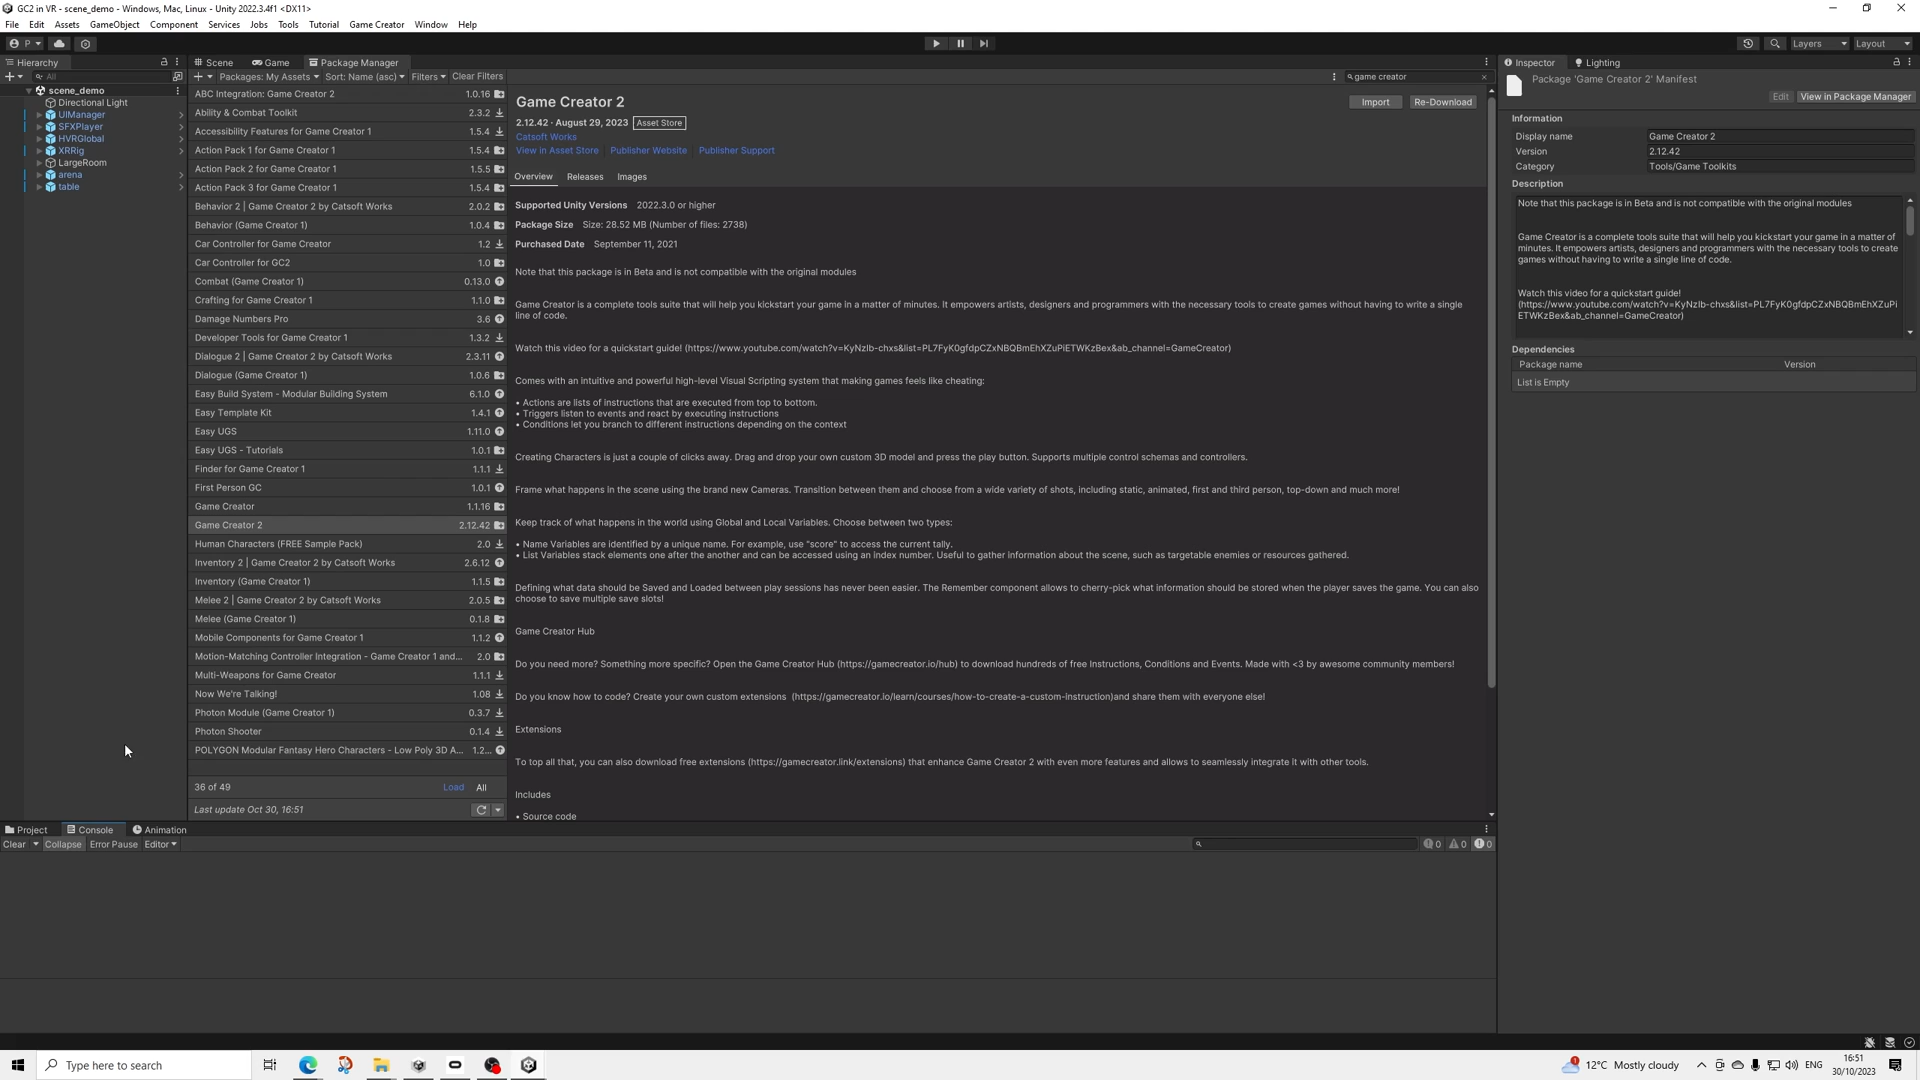 GC2 in VR - scene_demo - Windows, Mac, Linux - Unity 2022.3.4f1 <DX11>
File Edit Assets GameObject Component Services Jobs Tools Tutorial Game Creator Window Help
P
Layers Layout
Hierarchy
Scene Game Package Manager
Inspector Lighting
All
Packages: My Assets Sort: Name (asc) Filters Clear Filters
game creator
scene_demo
Directional Light
UIManager
SFXPlayer
HVRGlobal
XRRig
LargeRoom
arena
table
ABC Integration: Game Creator 2 1.0.16
Ability & Combat Toolkit 2.3.2
Accessibility Features for Game Creator 1 1.5.4
Action Pack 1 for Game Creator 1 1.5.4
Action Pack 2 for Game Creator 1 1.5.5
Action Pack 3 for Game Creator 1 1.5.4
Behavior 2 | Game Creator 2 by Catsoft Works 2.0.2
Behavior (Game Creator 1) 1.0.4
Car Controller for Game Creator 1.2
Car Controller for GC2 1.0
Combat (Game Creator 1) 0.13.0
Crafting for Game Creator 1 1.1.0
Damage Numbers Pro 3.6
Developer Tools for Game Creator 1 1.3.2
Dialogue 2 | Game Creator 2 by Catsoft Works 2.3.11
Dialogue (Game Creator 1) 1.0.6
Easy Build System - Modular Building System 6.1.0
Easy Template Kit 1.4.1
Easy UGS 1.11.0
Easy UGS - Tutorials 1.0.1
Finder for Game Creator 1 1.1.1
First Person GC 1.0.1
Game Creator 1.1.16
Game Creator 2 2.12.42
Human Characters (FREE Sample Pack) 2.0
Inventory 2 | Game Creator 2 by Catsoft Works 2.6.12
Inventory (Game Creator 1) 1.1.5
Melee 2 | Game Creator 2 by Catsoft Works 2.0.5
Melee (Game Creator 1) 0.1.8
Mobile Components for Game Creator 1 1.1.2
Motion-Matching Controller Integration - Game Creator 1 and... 2.0
Multi-Weapons for Game Creator 1.1.1
Now We're Talking! 1.08
Photon Module (Game Creator 1) 0.3.7
Photon Shooter 0.1.4
POLYGON Modular Fantasy Hero Characters - Low Poly 3D A... 1.2...
36 of 49 Load All
Last update Oct 30, 16:51
Game Creator 2
Import Re-Download
2.12.42 · August 29, 2023 Asset Store
Catsoft Works
View in Asset Store Publisher Website Publisher Support
Overview Releases Images
Supported Unity Versions 2022.3.0 or higher
Package Size Size: 28.52 MB (Number of files: 2738)
Purchased Date September 11, 2021
Note that this package is in Beta and is not compatible with the original modules
Game Creator is a complete tools suite that will help you kickstart your game in a matter of minutes. It empowers artists, designers and programmers with the necessary tools to create games without having to write a single
line of code.
Watch this video for a quickstart guide! (https://www.youtube.com/watch?v=KyNzIb-chxs&list=PL7FyK0gfdpCZxNBQBmEhXZuPiETWKzBex&ab_channel=GameCreator)
Comes with an intuitive and powerful high-level Visual Scripting system that making games feels like cheating:
• Actions are lists of instructions that are executed from top to bottom.
• Triggers listen to events and react by executing instructions
• Conditions let you branch to different instructions depending on the context
Creating Characters is just a couple of clicks away. Drag and drop your own custom 3D model and press the play button. Supports multiple control schemas and controllers.
Frame what happens in the scene using the brand new Cameras. Transition between them and choose from a wide variety of shots, including static, animated, first and third person, top-down and much more!
Keep track of what happens in the world using Global and Local Variables. Choose between two types:
• Name Variables are identified by a unique name. For example, use “score” to access the current tally.
• List Variables stack elements one after the another and can be accessed using an index number. Useful to gather information about the scene, such as targetable enemies or resources gathered.
Defining what data should be Saved and Loaded between play sessions has never been easier. The Remember component allows to cherry-pick what information should be stored when the player saves the game. You can also
choose to save multiple save slots!
Game Creator Hub
Do you need more? Something more specific? Open the Game Creator Hub (https://gamecreator.io/hub) to download hundreds of free Instructions, Conditions and Events. Made with <3 by awesome community members!
Do you know how to code? Create your own custom extensions (https://gamecreator.io/learn/courses/how-to-create-a-custom-instruction)and share them with everyone else!
Extensions
To top all that, you can also download free extensions (https://gamecreator.link/extensions) that enhance Game Creator 2 with even more features and allows to seamlessly integrate it with other tools.
Includes
• Source code
Package 'Game Creator 2' Manifest
Edit View in Package Manager
Information
Display name Game Creator 2
Version 2.12.42
Category Tools/Game Toolkits
Description
Note that this package is in Beta and is not compatible with the original modules
Game Creator is a complete tools suite that will help you kickstart your game in a matter of
minutes. It empowers artists, designers and programmers with the necessary tools to create
games without having to write a single line of code.
Watch this video for a quickstart guide!
(https://www.youtube.com/watch?v=KyNzIb-chxs&list=PL7FyK0gfdpCZxNBQBmEhXZuPi
ETWKzBex&ab_channel=GameCreator)
Dependencies
Package name Version
List is Empty
Project Console Animation
Clear Collapse Error Pause Editor
0 0 0
Type here to search
1 12°C Mostly cloudy ENG 16:51
30/10/2023